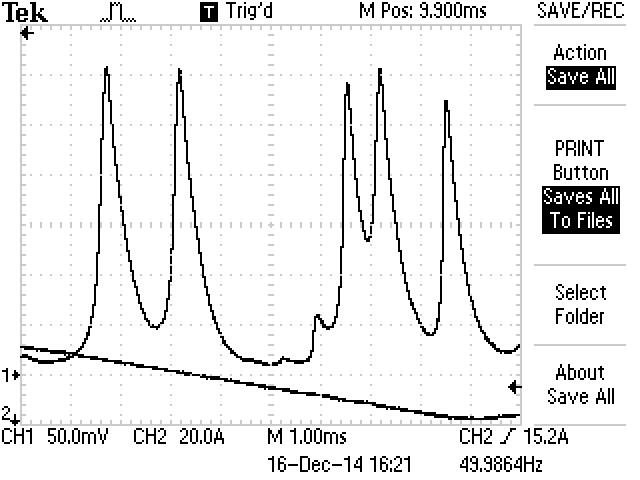 Tek T Trig'd M Pos: 9.900ms SAVE/REC
Action
Save All
PRINT
Button
Saves All
To Files
Select
Folder
About
Save All
1
2
CH1 50.0mV CH2 20.0A M 1.00ms CH2 / 15.2A
16-Dec-14 16:21 49.9864Hz